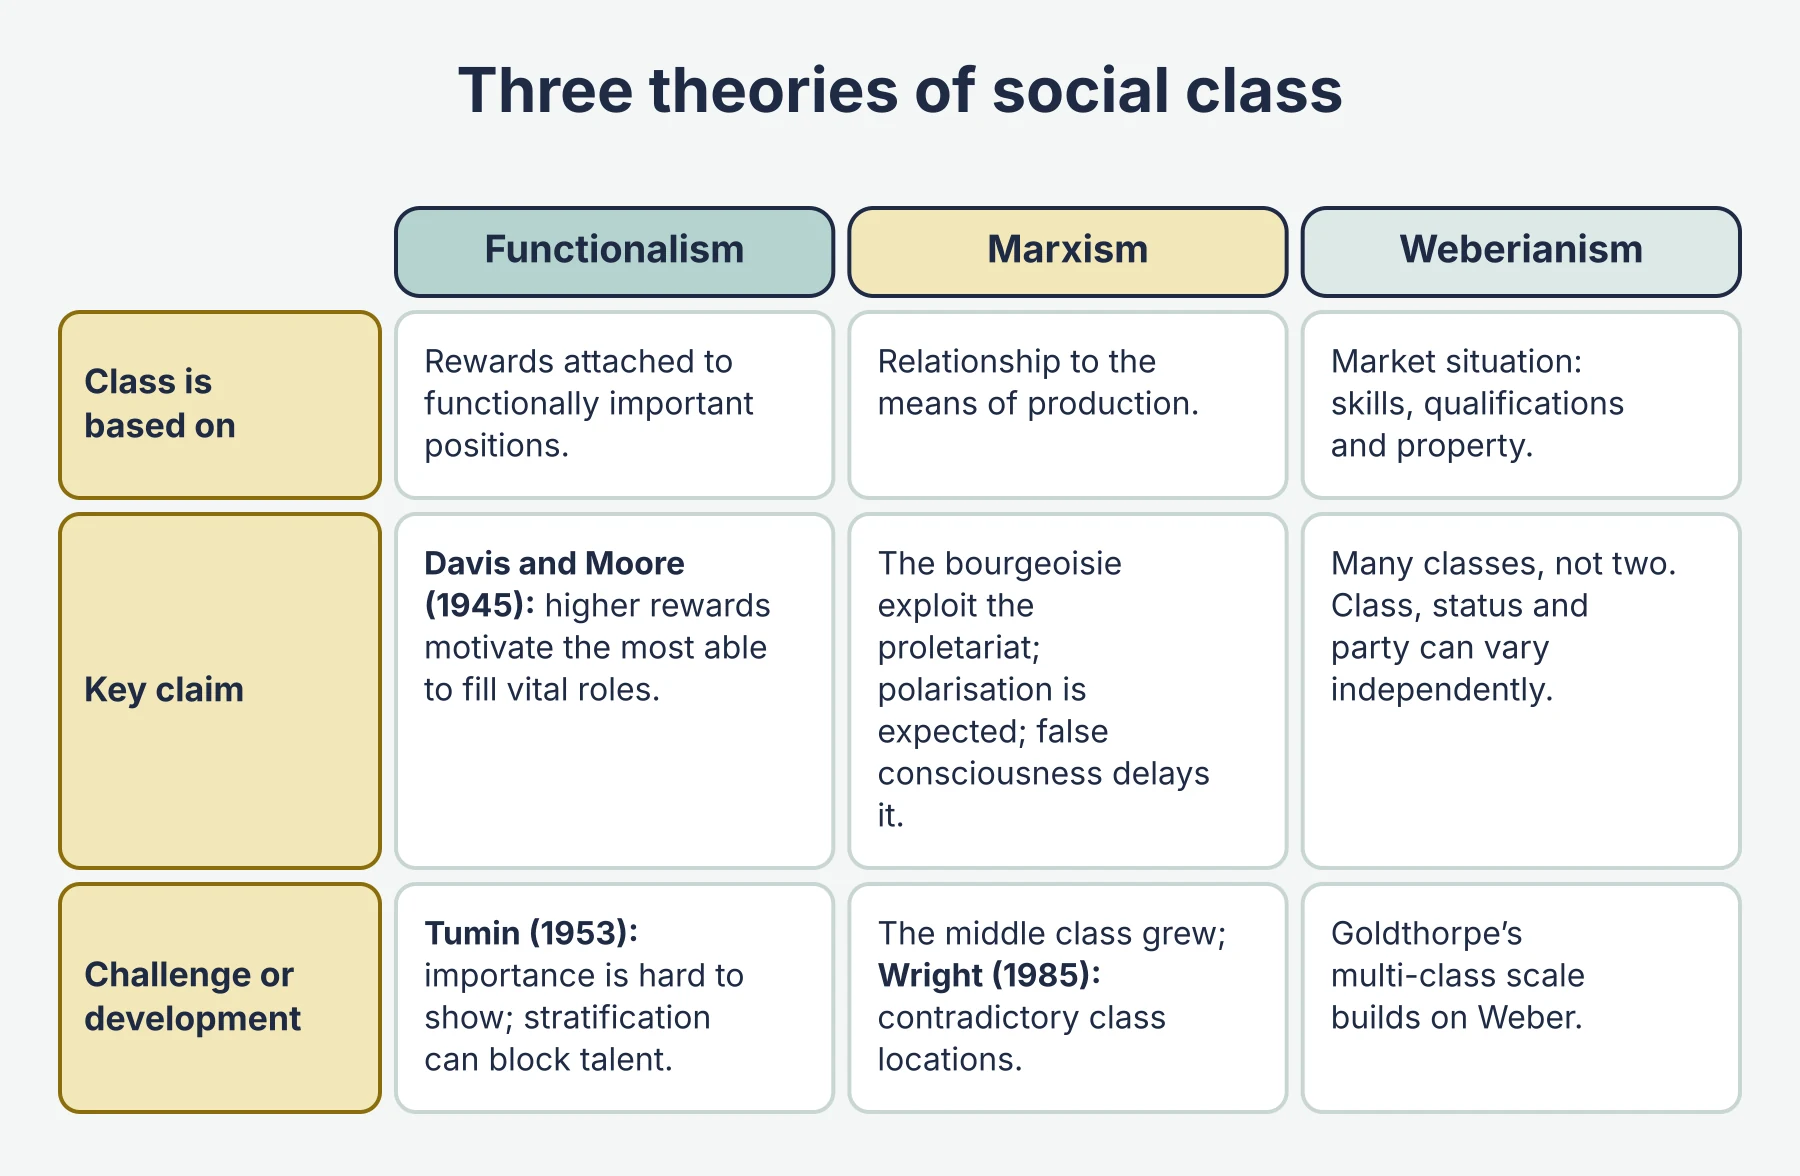 Three theories of social class
Functionalism
Marxism
Weberianism
Class is
based on
Rewards attached to
functionally important
positions.
Relationship to the
means of production.
Market situation:
skills, qualifications
and property.
Key claim
Davis and Moore
(1945): higher rewards
motivate the most able
to fill vital roles.
The bourgeoisie
exploit the
proletariat;
polarisation is
expected; false
consciousness delays
it.
Many classes, not two.
Class, status and
party can vary
independently.
Challenge or
development
Tumin (1953):
importance is hard to
show; stratification
can block talent.
The middle class grew;
Wright (1985):
contradictory class
locations.
Goldthorpe’s
multi-class scale
builds on Weber.